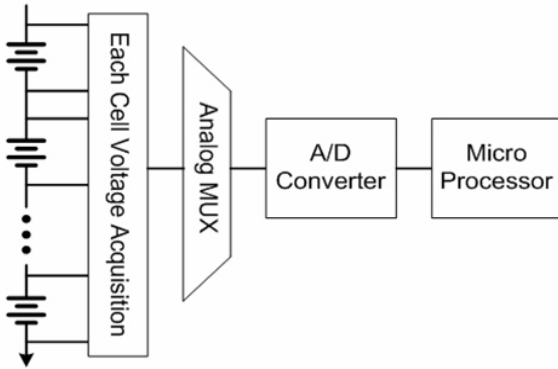 Each Cell Voltage Acquisition
Analog MUX
A/D
Converter
Micro
Processor